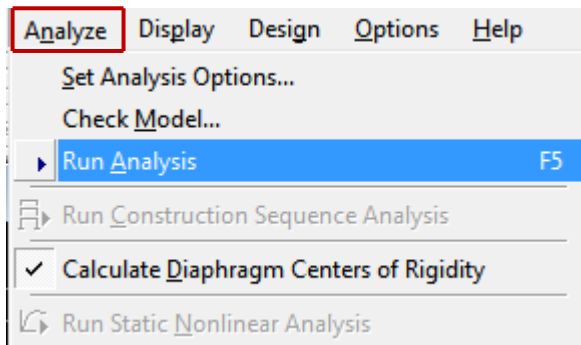 Analyze Display Design Options Help
Set Analysis Options...
Check Model...
Run Analysis F5
Run Construction Sequence Analysis
Calculate Diaphragm Centers of Rigidity
Run Static Nonlinear Analysis